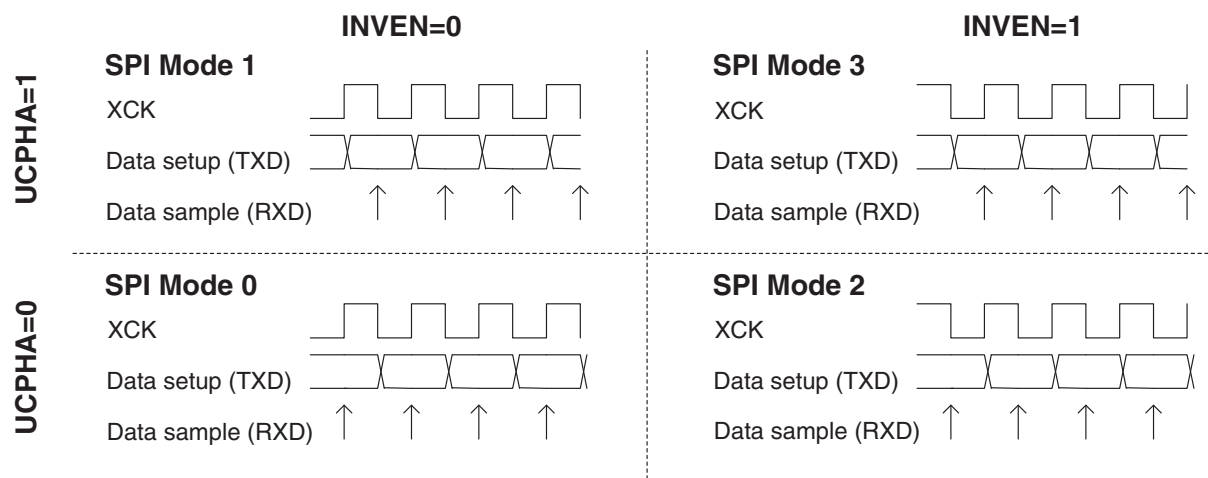 INVEN=0
INVEN=1
UCPHA=1
SPI Mode 1
XCK
Data setup (TXD)
Data sample (RXD)
SPI Mode 3
XCK
Data setup (TXD)
Data sample (RXD)
UCPHA=0
SPI Mode 0
XCK
Data setup (TXD)
Data sample (RXD)
SPI Mode 2
XCK
Data setup (TXD)
Data sample (RXD)